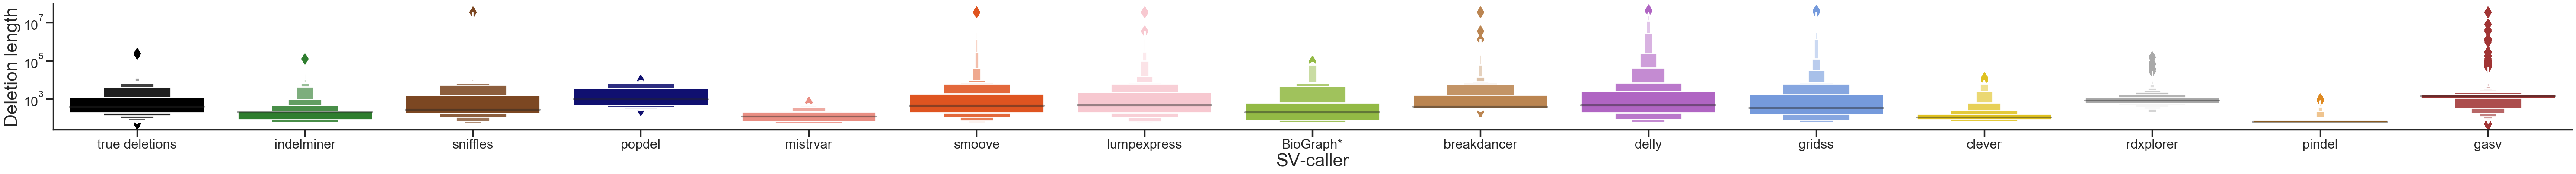 Deletion length
10^7
10^5
10^3
true deletions indelminer sniffles popdel mistrvar smoove lumpexpress BioGraph* breakdancer delly gridss clever rdxplorer pindel gasv
SV-caller